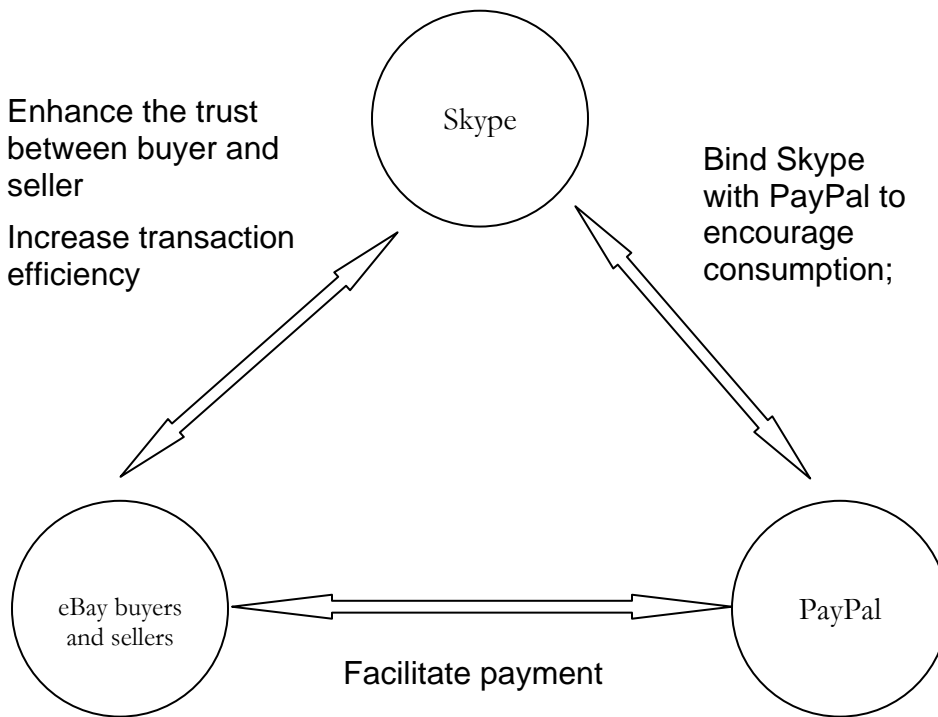 Skype
Enhance the trust
between buyer and
seller
Increase transaction
efficiency
Bind Skype
with PayPal to
encourage
consumption;
eBay buyers
and sellers
PayPal
Facilitate payment